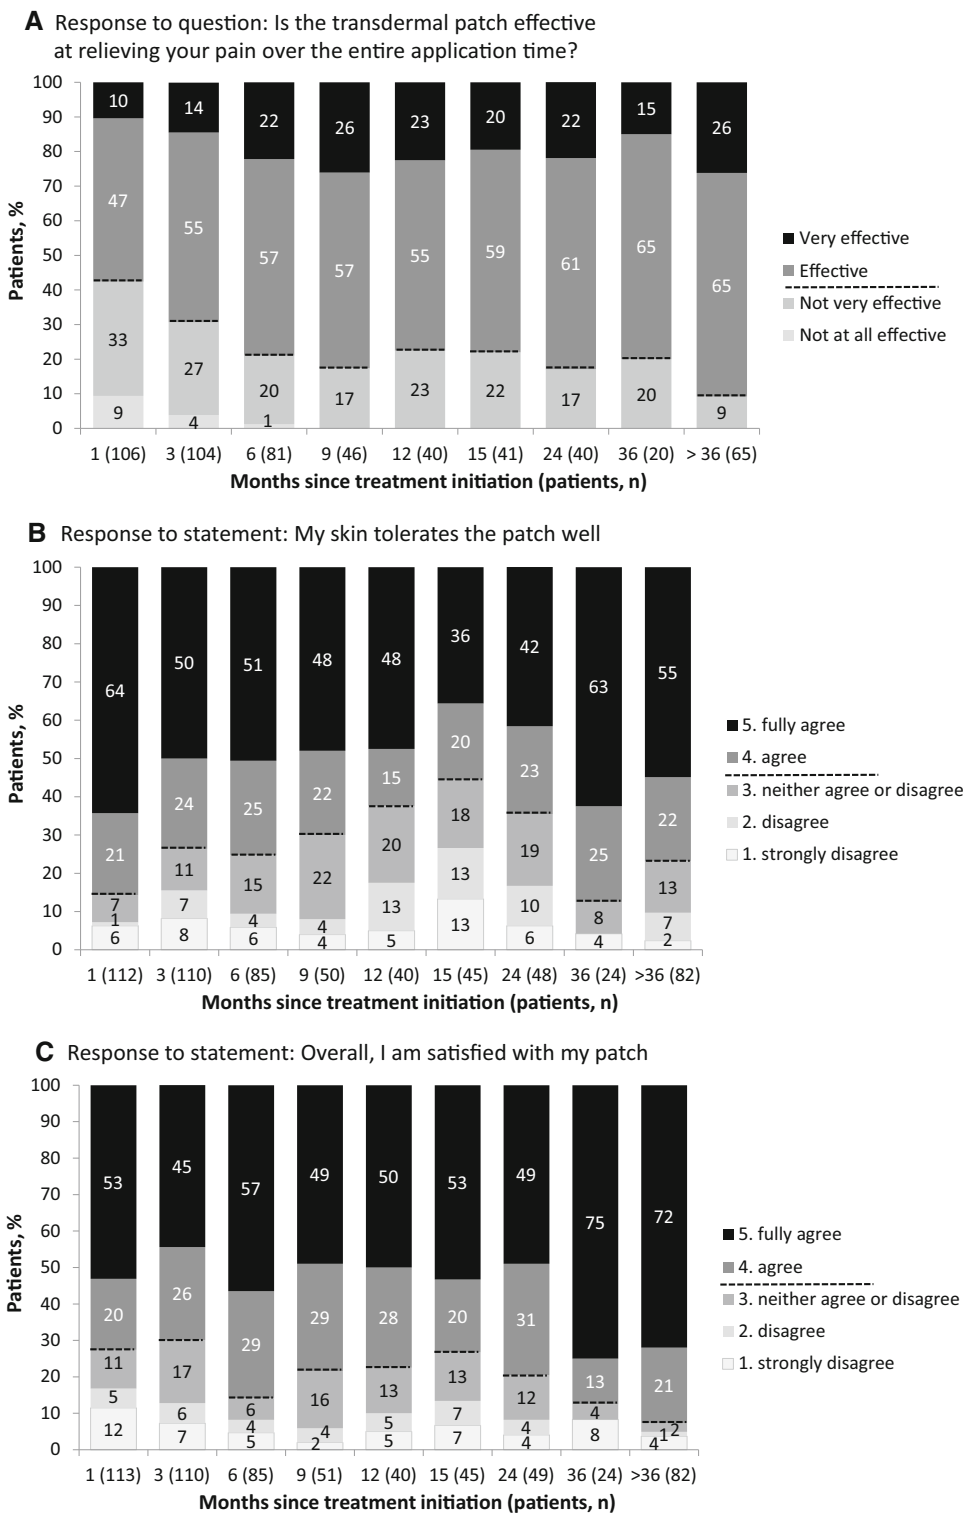 A Response to question: Is the transdermal patch effective
at relieving your pain over the entire application time?
100
90
80
70
60
50
40
30
20
10
0
Patients, %
10 14 22 26 23 20 22 15 26
47 55 57 57 55 59 61 65 65
33 27 20 17 23 22 17 20 9
9 4 1
Very effective
Effective
Not very effective
Not at all effective
1 (106) 3 (104) 6 (81) 9 (46) 12 (40) 15 (41) 24 (40) 36 (20) > 36 (65)
Months since treatment initiation (patients, n)
B Response to statement: My skin tolerates the patch well
100
90
80
70
60
50
40
30
20
10
0
Patients, %
64 50 51 48 48 36 42 63 55
21 24 25 22 15 20 23 25 22
7 11 15 22 20 18 19 8 13
1 7 4 4 13 13 10 7
6 8 6 4 5 13 6 4 2
5. fully agree
4. agree
3. neither agree or disagree
2. disagree
1. strongly disagree
1 (112) 3 (110) 6 (85) 9 (50) 12 (40) 15 (45) 24 (48) 36 (24) >36 (82)
Months since treatment initiation (patients, n)
C Response to statement: Overall, I am satisfied with my patch
100
90
80
70
60
50
40
30
20
10
0
Patients, %
53 45 57 49 50 53 49 75 72
20 26 29 29 28 20 31 13 21
11 17 6 16 13 13 12 4 2
5 6 4 4 5 7 4 1
12 7 5 2 5 7 4 8 4
5. fully agree
4. agree
3. neither agree or disagree
2. disagree
1. strongly disagree
1 (113) 3 (110) 6 (85) 9 (51) 12 (40) 15 (45) 24 (49) 36 (24) >36 (82)
Months since treatment initiation (patients, n)